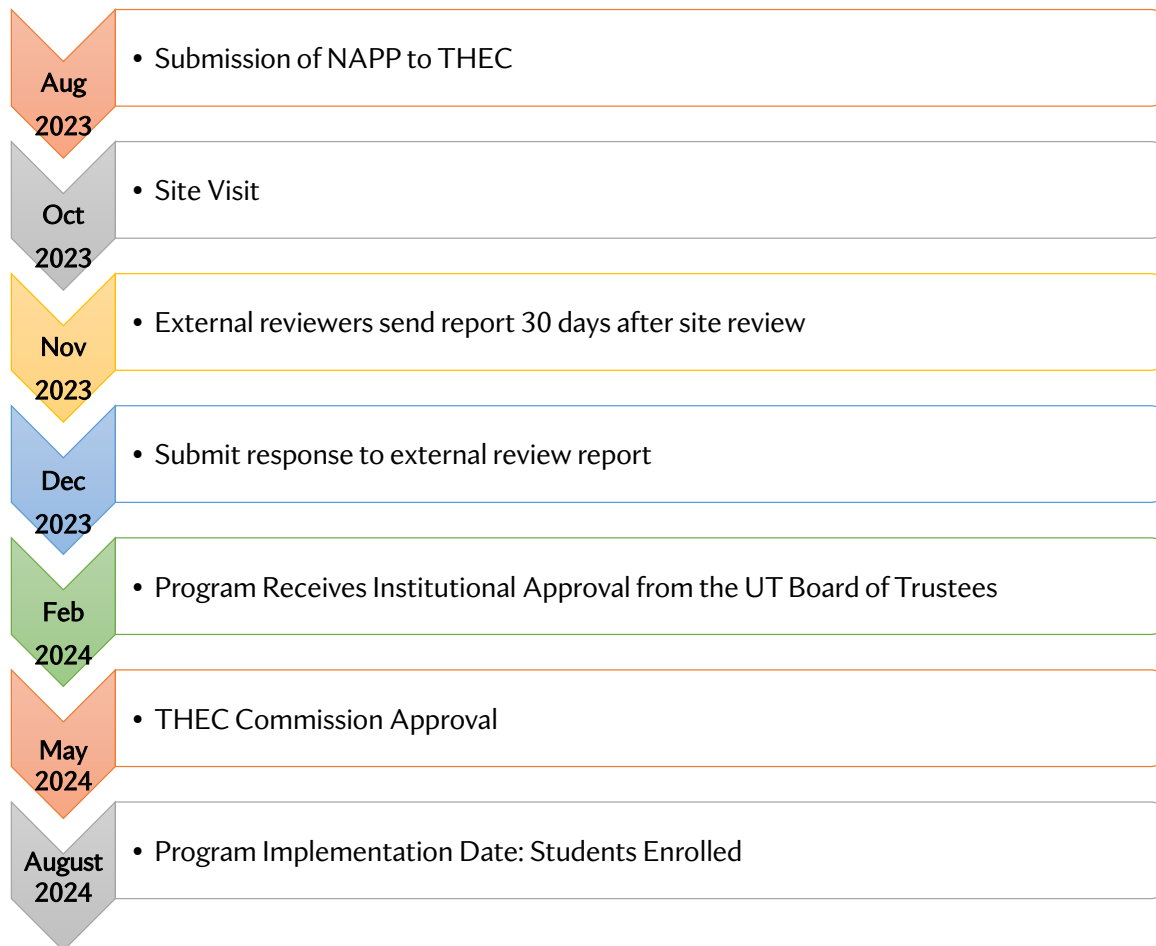 Aug
2023
• Submission of NAPP to THEC
Oct
2023
• Site Visit
Nov
2023
• External reviewers send report 30 days after site review
Dec
2023
• Submit response to external review report
Feb
2024
• Program Receives Institutional Approval from the UT Board of Trustees
May
2024
• THEC Commission Approval
August
2024
• Program Implementation Date: Students Enrolled